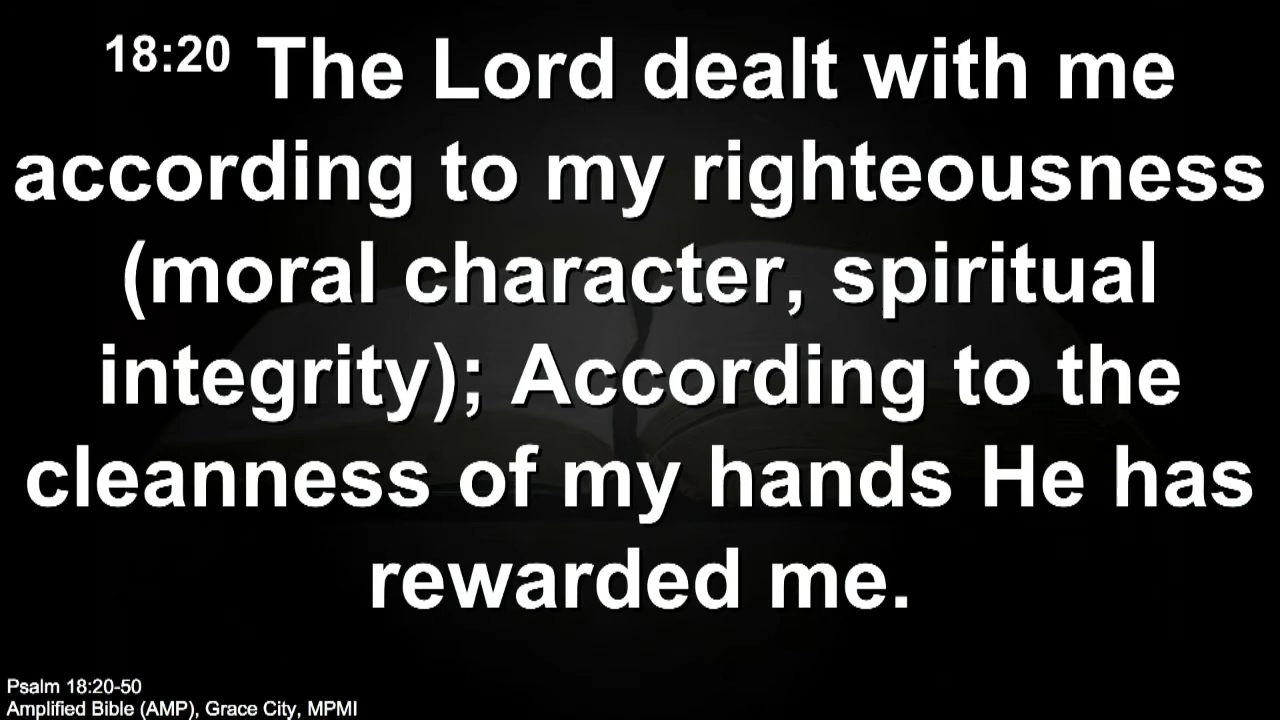 18:20 The Lord dealt with me
according to my righteousness
(moral character, spiritual
integrity); According to the
cleanness of my hands He has
rewarded me.
Psalm 18:20-50
Amplified Bible (AMP), Grace City, MPMI